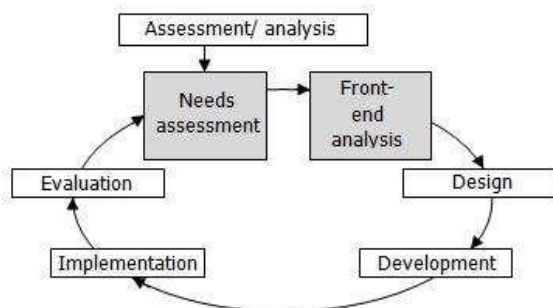 Assessment/ analysis
Needs
assessment
Front-
end
analysis
Evaluation
Design
Implementation
Development